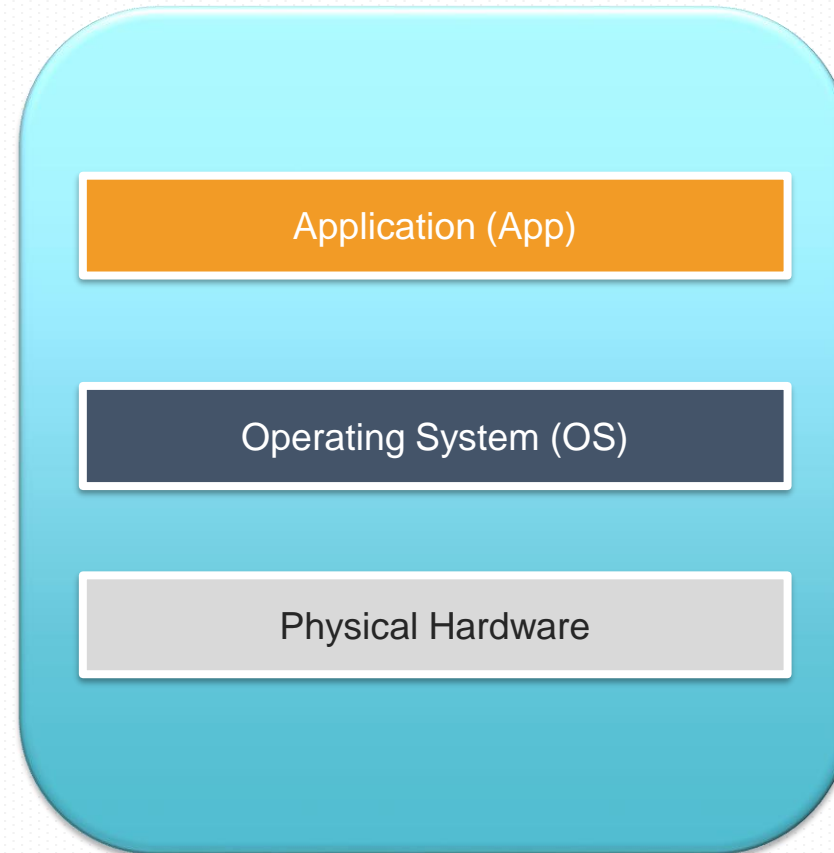 Application (App)
Operating System (OS)
Physical Hardware